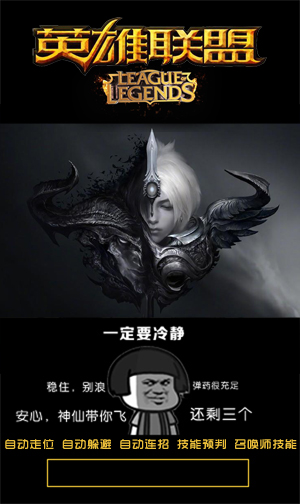 英雄联盟
LEAGUE OF LEGENDS
一定要冷静
稳住，别浪
弹药很充足
安心，神仙带你飞
还剩三个
自动走位 自动躲避 自动连招 技能预判 召唤师技能